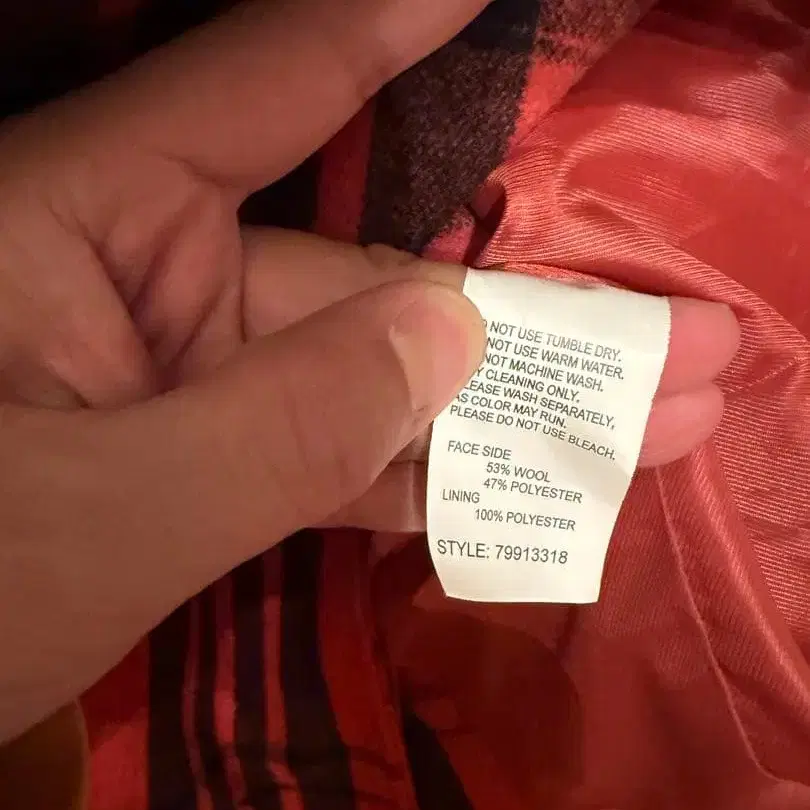 NOT USE TUMBLE DRY.
NOT USE WARM WATER.
NOT MACHINE WASH.
CLEANING ONLY.
EASE WASH SEPARATELY,
AS COLOR MAY RUN.
PLEASE DO NOT USE BLEACH.
FACE SIDE
53% WOOL
47% POLYESTER
LINING
100% POLYESTER
STYLE: 79913318